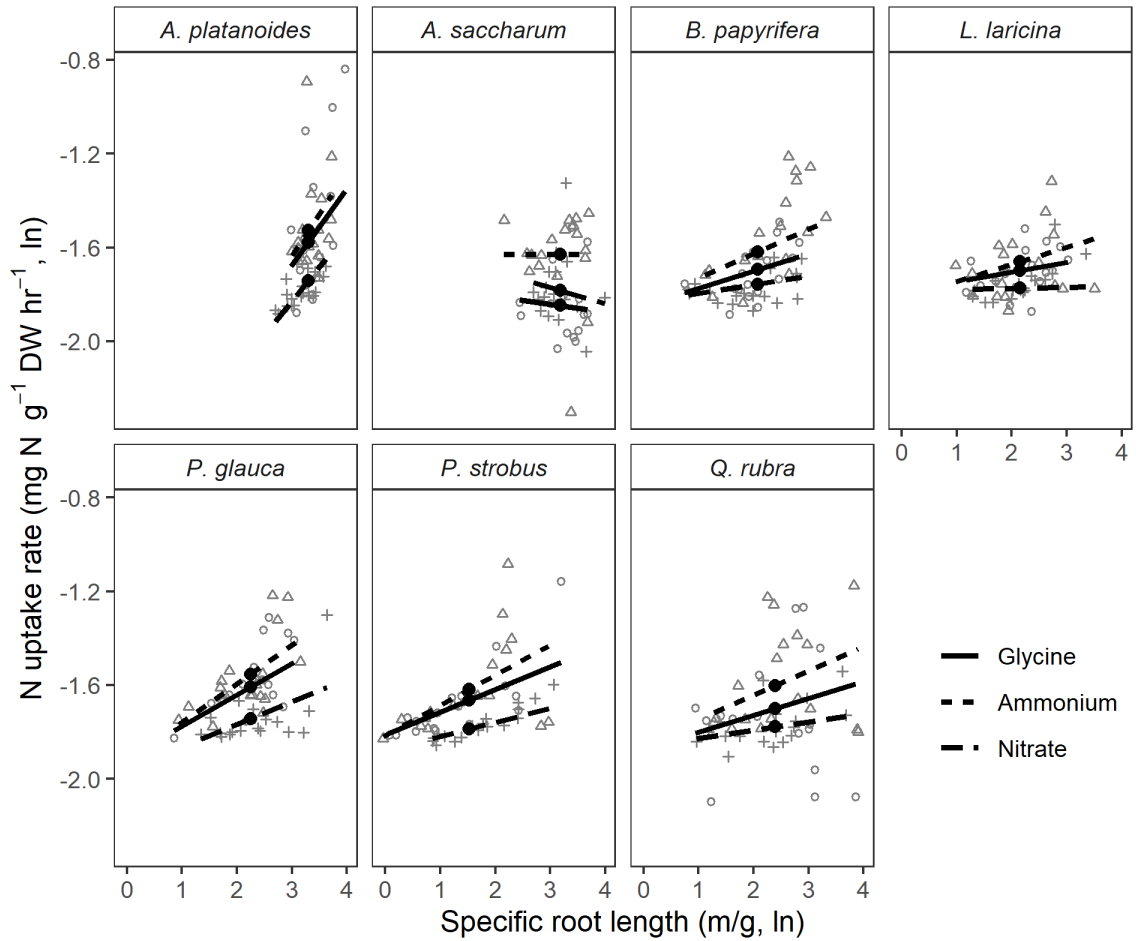 A. platanoides A. saccharum B. papyrifera L. laricina
-0.8
-1.2
-1.6
-2.0
0 1 2 3 4
P. glauca P. strobus Q. rubra
-0.8
-1.2
-1.6
-2.0
0 1 2 3 4 0 1 2 3 4 0 1 2 3 4
N uptake rate (mg N g⁻¹ DW hr⁻¹, ln)
Specific root length (m/g, ln)
Glycine
Ammonium
Nitrate